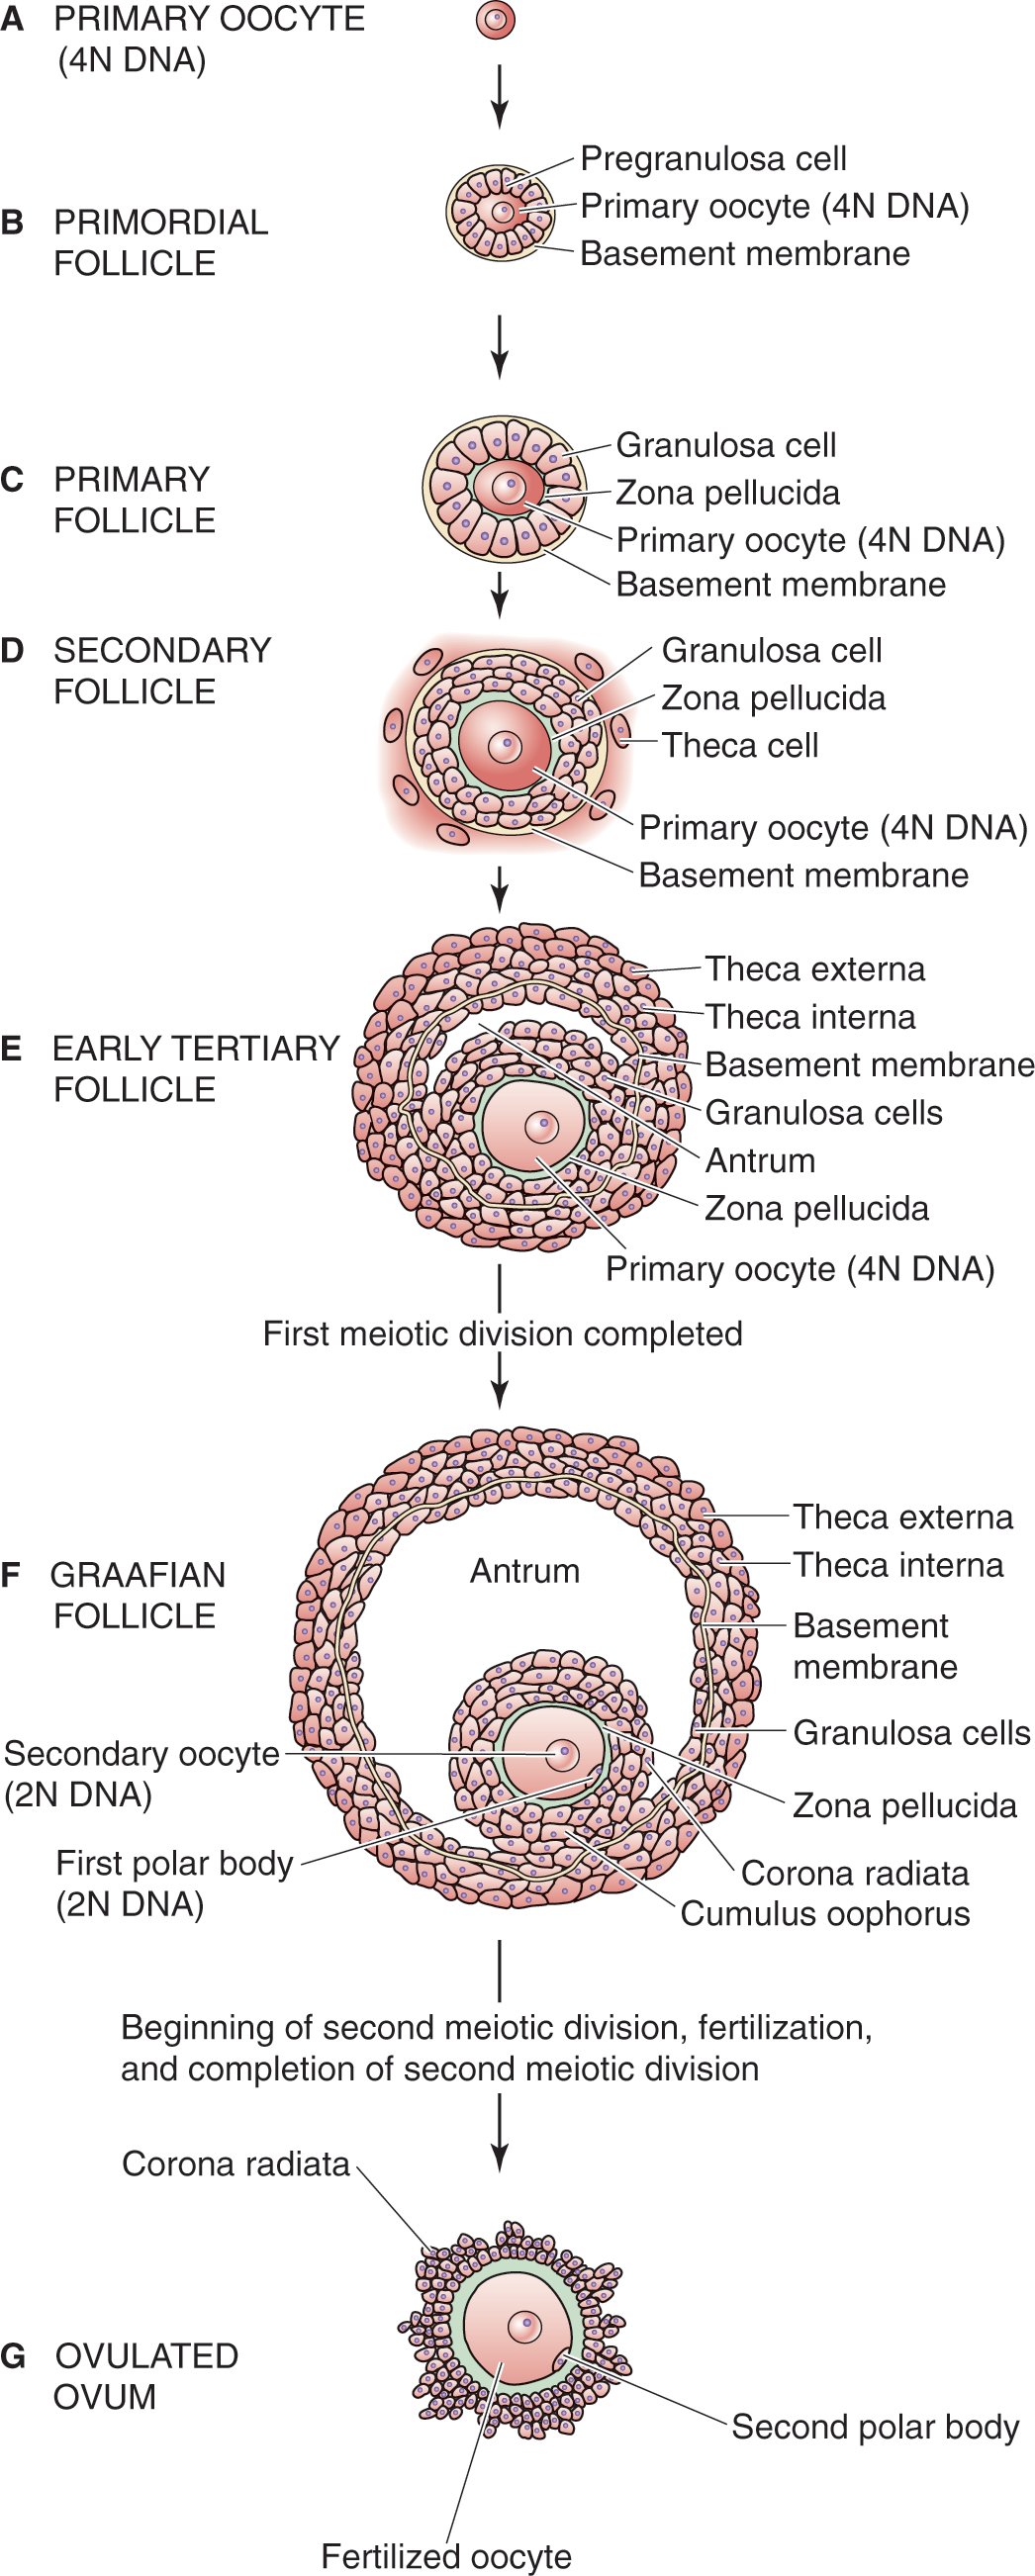 A PRIMARY OOCYTE
(4N DNA)
Pregranulosa cell
Primary oocyte (4N DNA)
Basement membrane
B PRIMORDIAL
FOLLICLE
Granulosa cell
Zona pellucida
Primary oocyte (4N DNA)
Basement membrane
C PRIMARY
FOLLICLE
D SECONDARY
FOLLICLE
Granulosa cell
Zona pellucida
Theca cell
Primary oocyte (4N DNA)
Basement membrane
E EARLY TERTIARY
FOLLICLE
Theca externa
Theca interna
Basement membrane
Granulosa cells
Antrum
Zona pellucida
Primary oocyte (4N DNA)
First meiotic division completed
F GRAAFIAN
FOLLICLE
Antrum
Theca externa
Theca interna
Basement
membrane
Granulosa cells
Zona pellucida
Corona radiata
Cumulus oophorus
Secondary oocyte
(2N DNA)
First polar body
(2N DNA)
Beginning of second meiotic division, fertilization,
and completion of second meiotic division
Corona radiata
G OVULATED
OVUM
Second polar body
Fertilized oocyte